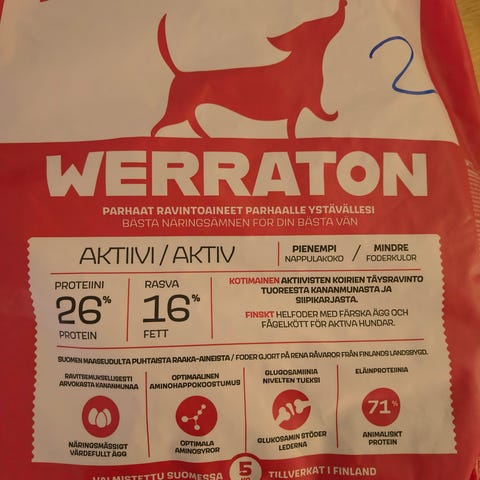 2
WERRATON
PARHAAT RAVINTOAINEET PARHAALLE YSTÄVÄLLESI
BÄSTA NÄRINGSÄMNEN FÖR DIN BÄSTA VÄN
AKTIIVI / AKTIV
PIENEMPI / MINDRE
NAPPULAKOKO FODERKULOR
PROTEIINI
26%
PROTEIN
RASVA
16%
FETT
KOTIMAINEN AKTIIVISTEN KOIRIEN TÄYSRAVINTO
TUOREESTA KANANMUNASTA JA
SIIPIKARJASTA.
FINSKT HELFODER MED FÄRSKA ÄGG OCH
FÅGELKÖTT FÖR AKTIVA HUNDAR.
SUOMEN MAASEUDULTA PUHTAISTA RAAKA-AINEISTA / FODER GJORT PÅ RENA RÅVAROR FRÅN FINLANDS LANDSBYGD.
RAVITSEMUKSELLISESTI
ARVOKASTA KANANMUNAA
NÄRINGSMÄSSIGT
VÄRDEFULLT ÄGG
OPTIMAALINEN
AMINOHAPPOKOOSTUMUS
OPTIMALA
AMINOSYROR
GLUKOSAMIINIA
NIVELTEN TUEKSI
GLUKOSAMIN STÖDER
LEDERNA
ELÄINPROTEIINIA
71%
ANIMALISKT
PROTEIN
VALMISTETTU SUOMESSA 5 TILLVERKAT I FINLAND